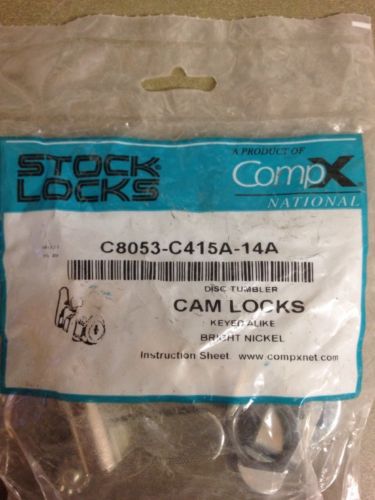 STOCK
LOCKS
A PRODUCT OF
CompX
NATIONAL
C8053-C415A-14A
DISC TUMBLER
CAM LOCKS
KEYED ALIKE
BRIGHT NICKEL
Instruction Sheet: www.compxnet.com